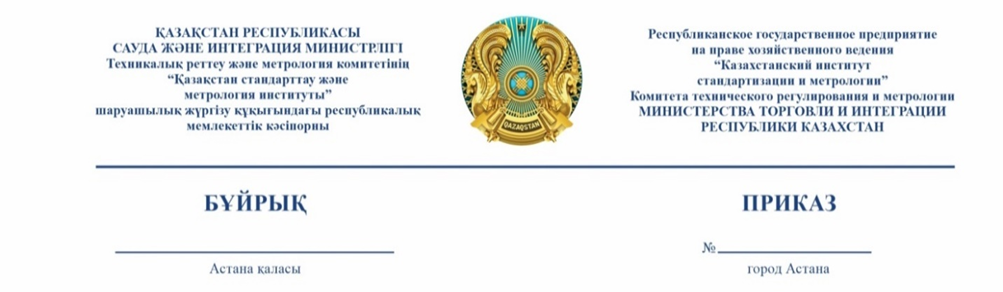 ҚАЗАҚСТАН РЕСПУБЛИКАСЫ
САУДА ЖӘНЕ ИНТЕГРАЦИЯ МИНИСТРЛІГІ
Техникалық реттеу және метрология комитетінің
“Қазақстан стандарттау және
метрология институты”
шаруашылық жүргізу құқығындағы республикалық
мемлекеттік кәсіпорны
QAZAQSTAN
Республиканское государственное предприятие
на праве хозяйственного ведения
“Казахстанский институт
стандартизации и метрологии”
Комитета технического регулирования и метрологии
МИНИСТЕРСТВА ТОРГОВЛИ И ИНТЕГРАЦИИ
РЕСПУБЛИКИ КАЗАХСТАН
БҰЙРЫҚ
ПРИКАЗ
№
Астана қаласы
город Астана